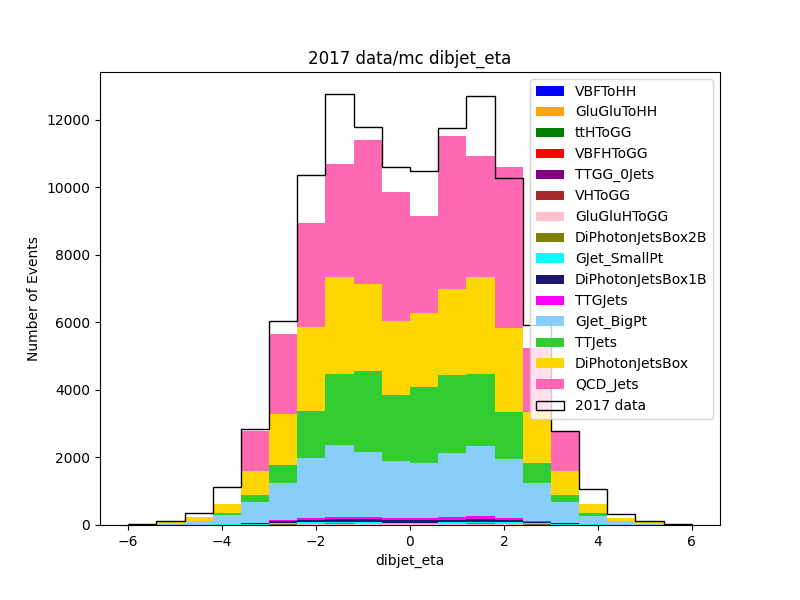 2017 data/mc dibjet_eta
Number of Events
12000
10000
8000
6000
4000
2000
0
−6
−4
−2
0
2
4
6
dibjet_eta
VBFToHH
GluGluToHH
ttHToGG
VBFHToGG
TTGG_0Jets
VHToGG
GluGluHToGG
DiPhotonJetsBox2B
GJet_SmallPt
DiPhotonJetsBox1B
TTGJets
GJet_BigPt
TTJets
DiPhotonJetsBox
QCD_Jets
2017 data